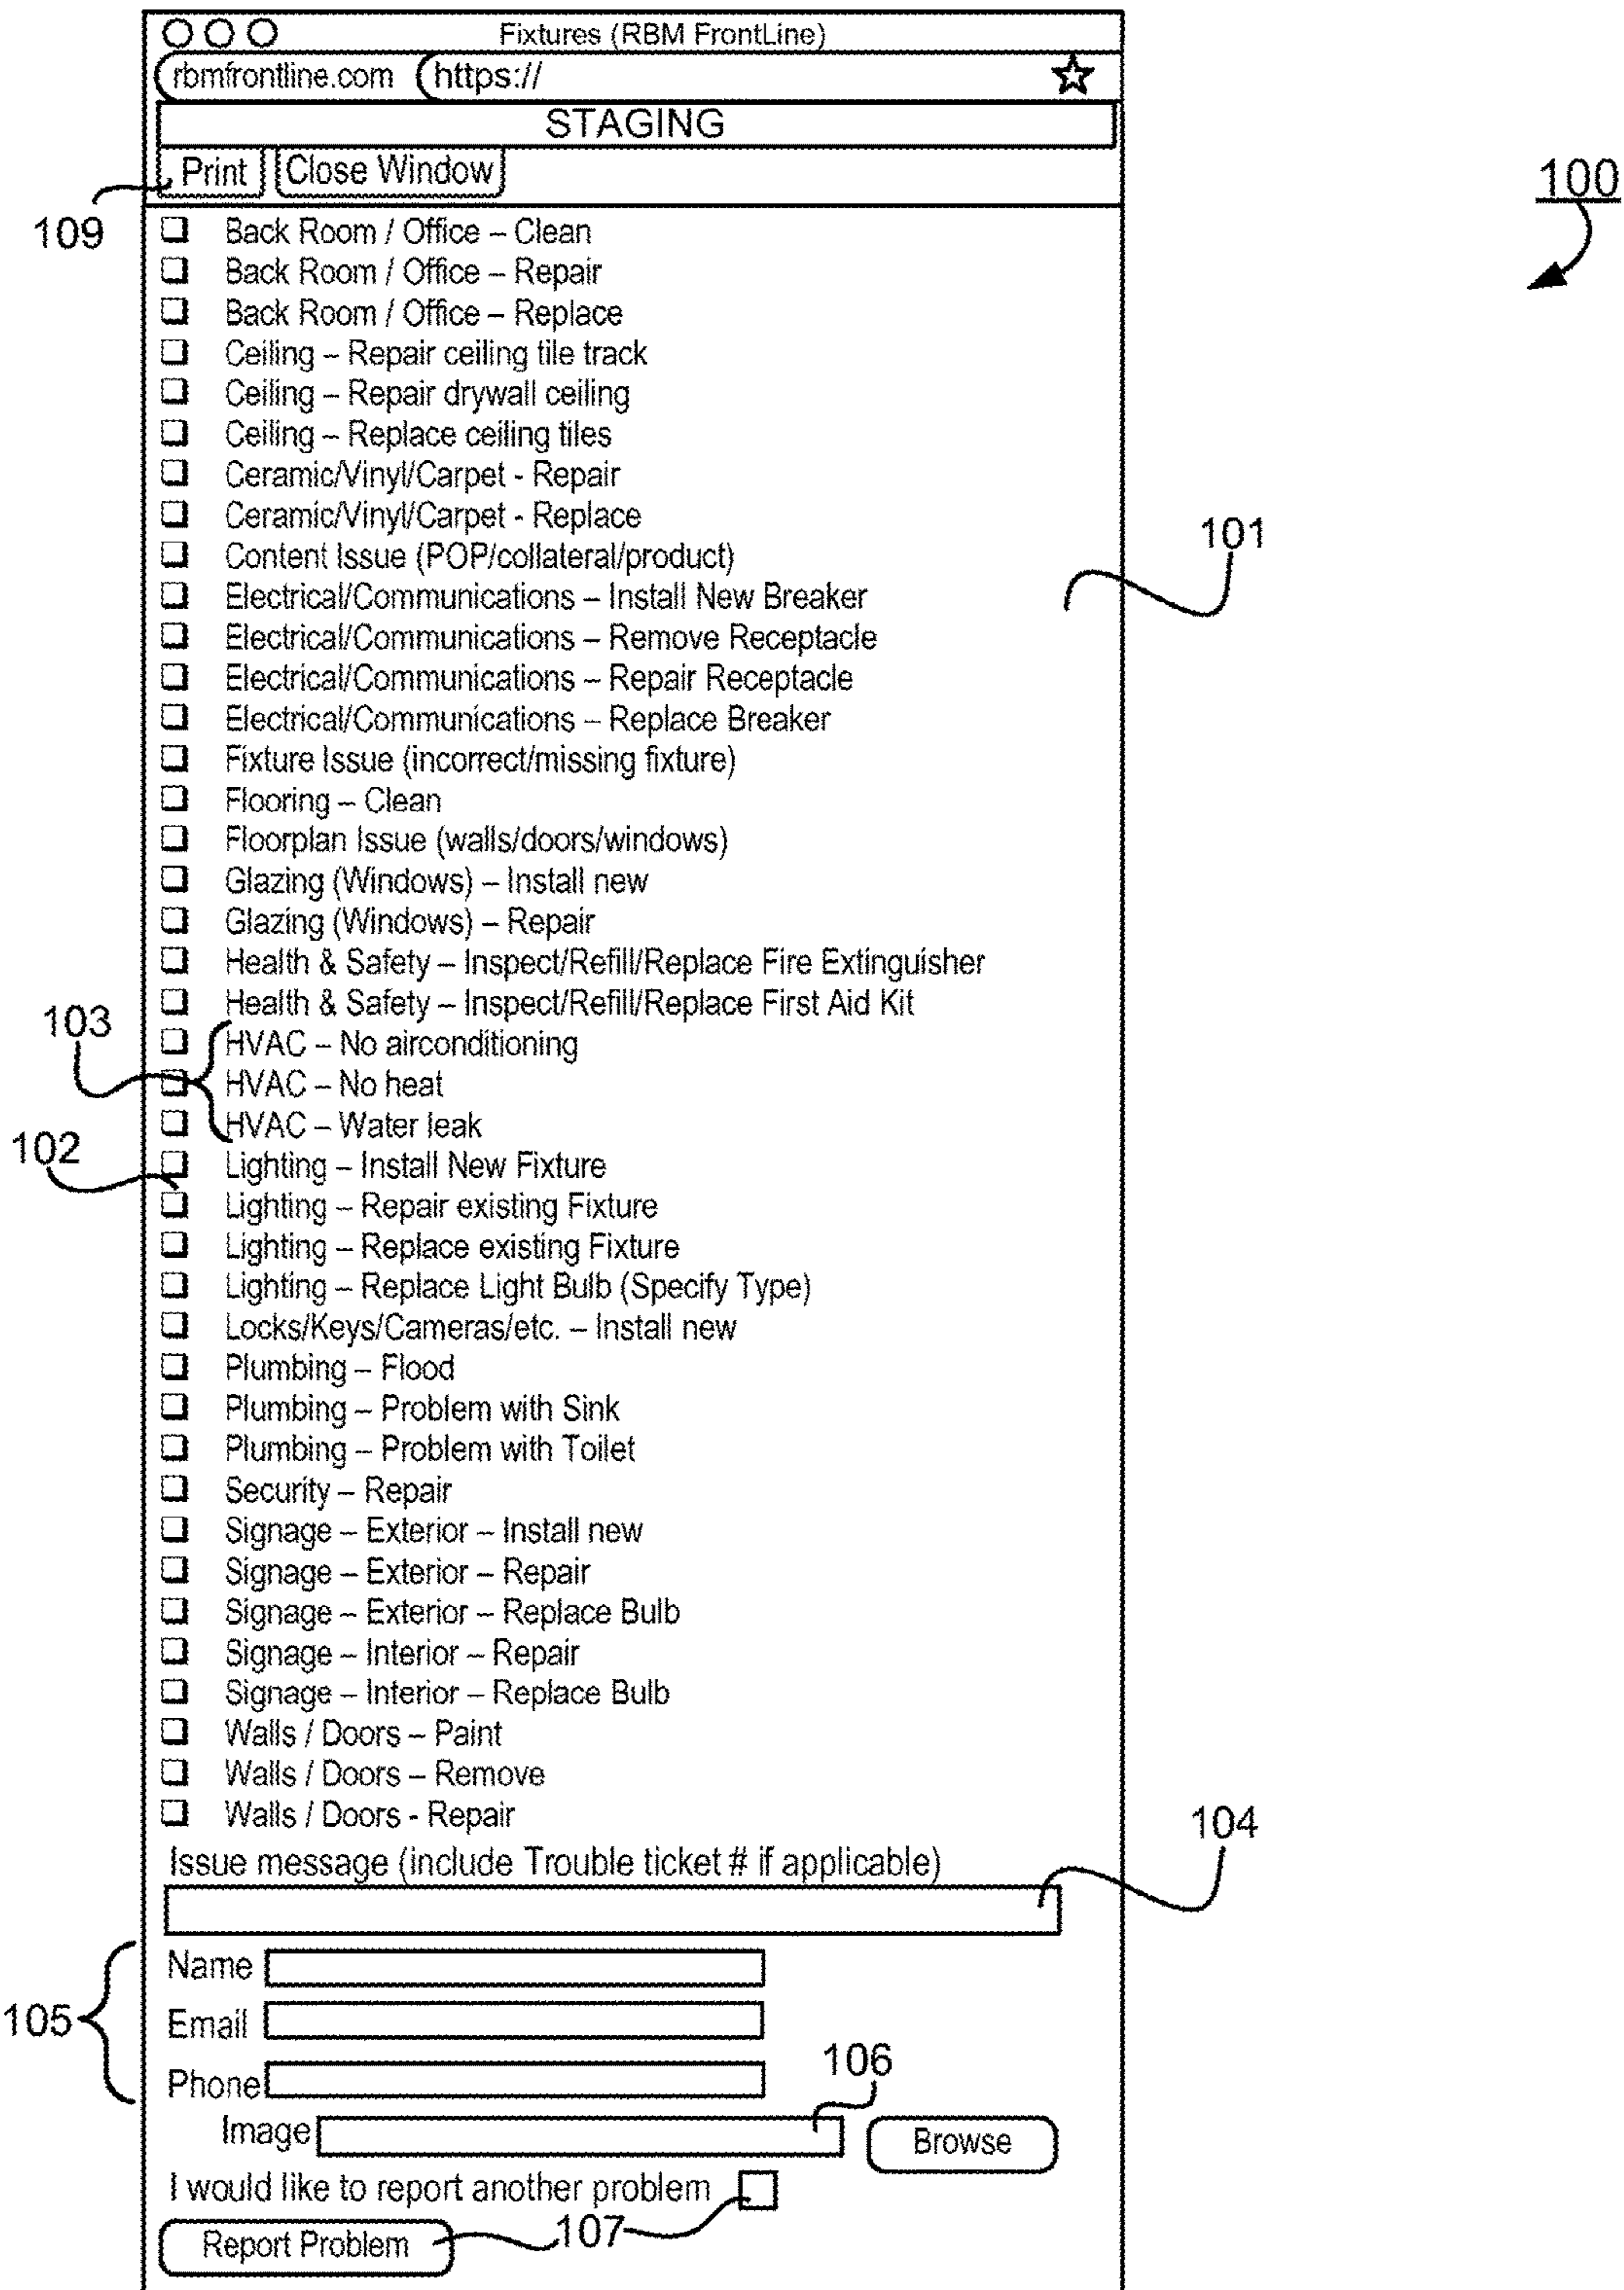 Fixtures (RBM FrontLine)
rbmfrontline.com https://
STAGING
Print Close Window
100
109
Back Room / Office – Clean
Back Room / Office – Repair
Back Room / Office – Replace
Ceiling – Repair ceiling tile track
Ceiling – Repair drywall ceiling
Ceiling – Replace ceiling tiles
Ceramic/Vinyl/Carpet - Repair
Ceramic/Vinyl/Carpet - Replace
101
Content Issue (POP/collateral/product)
Electrical/Communications – Install New Breaker
Electrical/Communications – Remove Receptacle
Electrical/Communications – Repair Receptacle
Electrical/Communications – Replace Breaker
Fixture Issue (incorrect/missing fixture)
Flooring – Clean
Floorplan Issue (walls/doors/windows)
Glazing (Windows) – Install new
Glazing (Windows) – Repair
Health & Safety – Inspect/Refill/Replace Fire Extinguisher
Health & Safety – Inspect/Refill/Replace First Aid Kit
103
HVAC – No airconditioning
HVAC – No heat
HVAC – Water leak
102
Lighting – Install New Fixture
Lighting – Repair existing Fixture
Lighting – Replace existing Fixture
Lighting – Replace Light Bulb (Specify Type)
Locks/Keys/Cameras/etc. – Install new
Plumbing – Flood
Plumbing – Problem with Sink
Plumbing – Problem with Toilet
Security – Repair
Signage – Exterior – Install new
Signage – Exterior – Repair
Signage – Exterior – Replace Bulb
Signage – Interior – Repair
Signage – Interior – Replace Bulb
Walls / Doors – Paint
Walls / Doors – Remove
Walls / Doors - Repair
104
Issue message (include Trouble ticket # if applicable)
Name
105
Email
Phone
106
Image Browse
I would like to report another problem
107
Report Problem